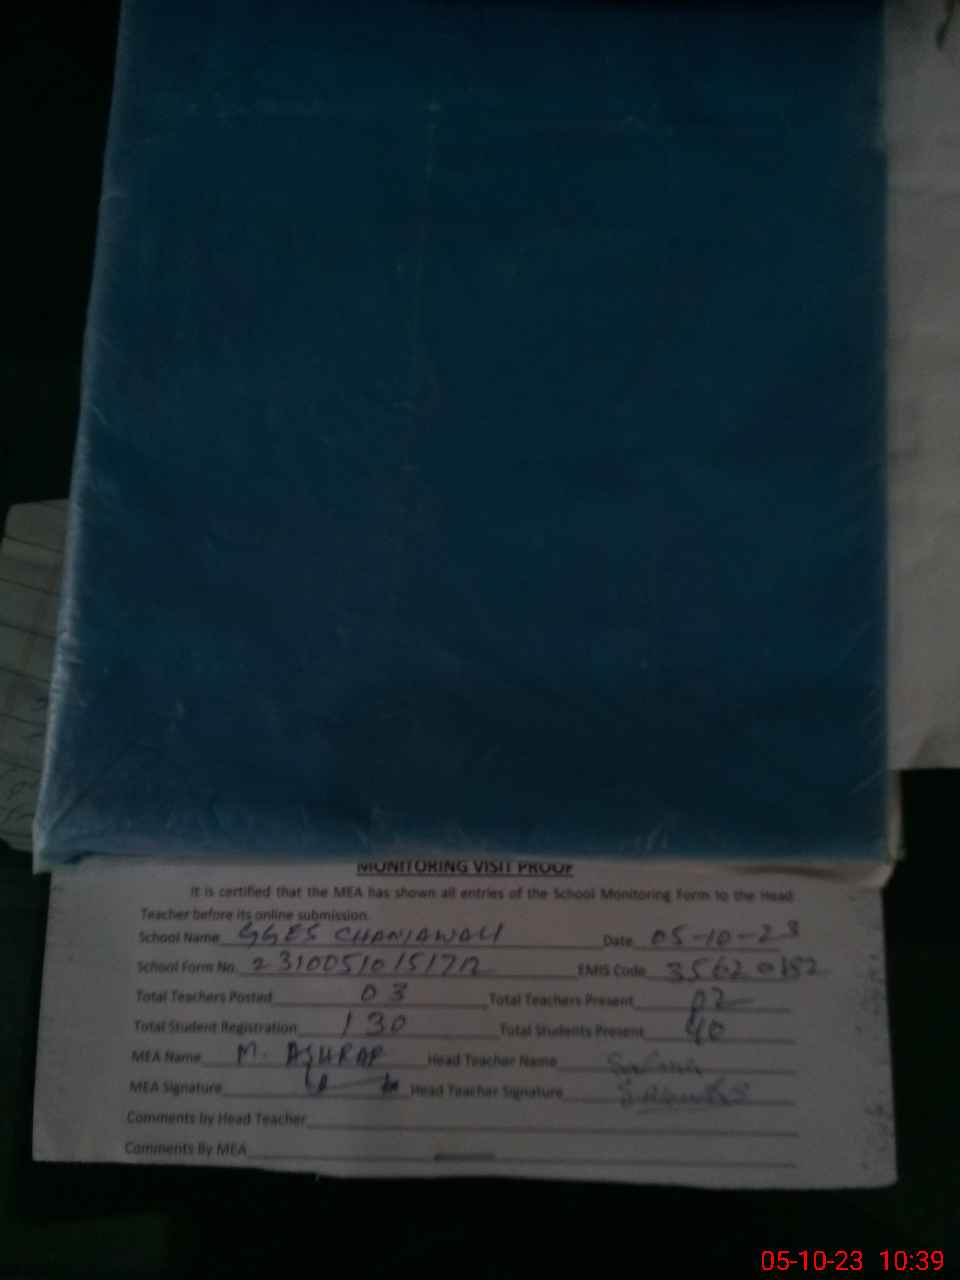 MONITORING VISIT PROOF
It is certified that the MEA has shown all entries of the School Monitoring Form to the Head
Teacher before its online submission.
School Name GGES CHANIAWALI Date 05-10-23
School Form No. EMIS Code 35620152
Total Teachers Posted 03 Total Teachers Present 02
Total Student Registration 130 Total Students Present 90
MEA Name M. ASHRAF Head Teacher Name
MEA Signature Head Teacher Signature
Comments by Head Teacher
Comments By MEA
05-10-23 10:39